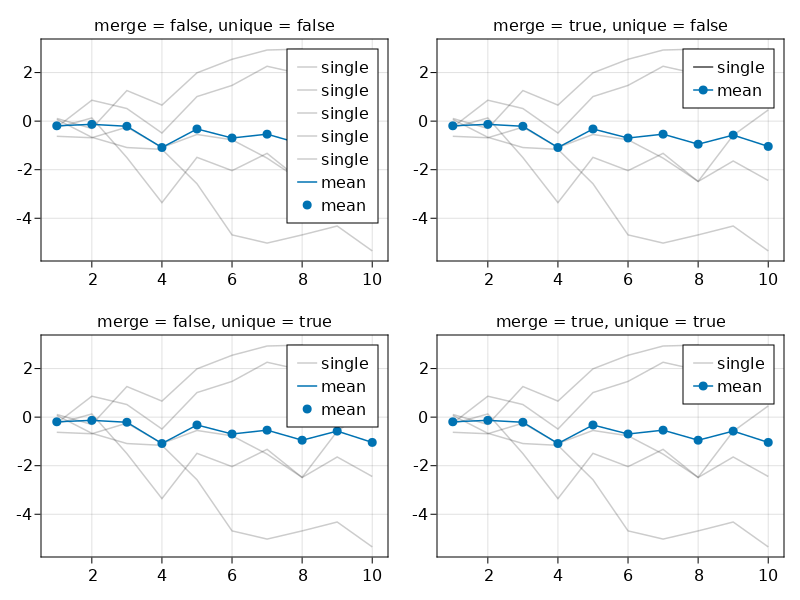 merge = false, unique = false
2
0
-2
-4
single
single
single
single
single
mean
mean
2 4 6 8 10
merge = true, unique = false
2
0
-2
-4
single
mean
2 4 6 8 10
merge = false, unique = true
2
0
-2
-4
single
mean
mean
2 4 6 8 10
merge = true, unique = true
2
0
-2
-4
single
mean
2 4 6 8 10